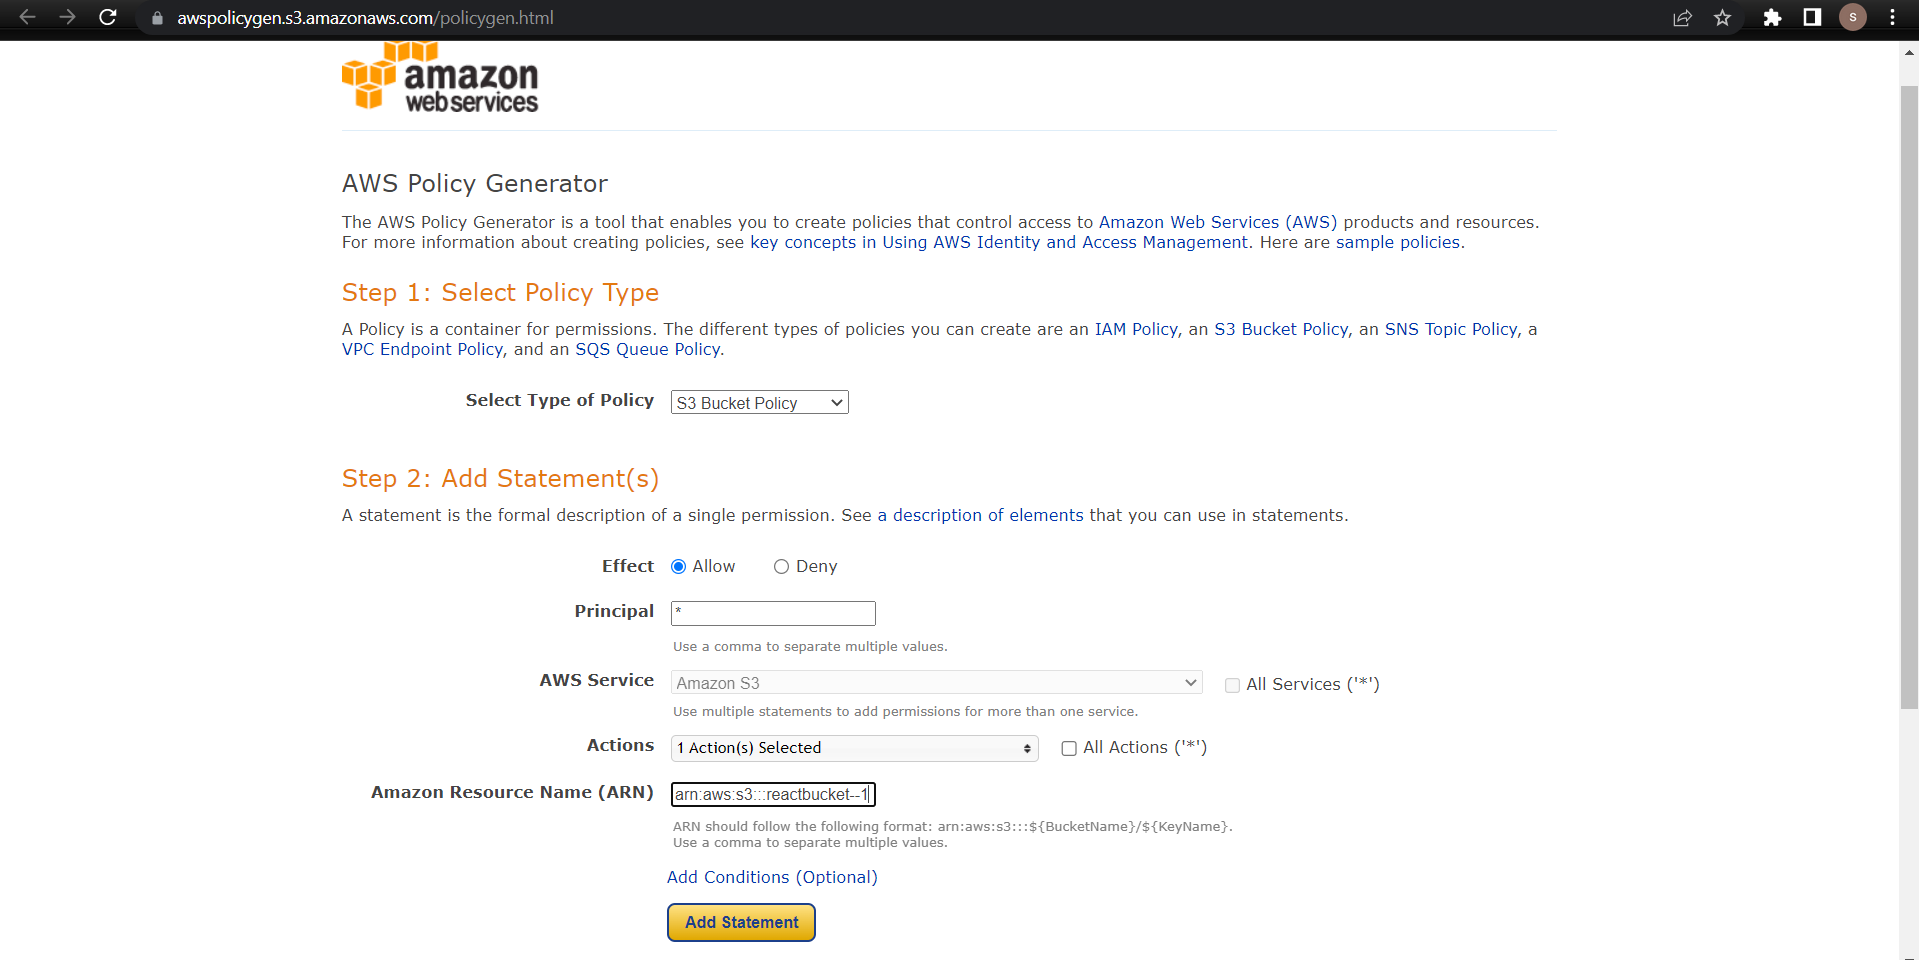 awspolicygen.s3.amazonaws.com/policygen.html
S
amazon
web services
AWS Policy Generator
The AWS Policy Generator is a tool that enables you to create policies that control access to Amazon Web Services (AWS) products and resources.
For more information about creating policies, see key concepts in Using AWS Identity and Access Management. Here are sample policies.
Step 1: Select Policy Type
A Policy is a container for permissions. The different types of policies you can create are an IAM Policy, an S3 Bucket Policy, an SNS Topic Policy, a
VPC Endpoint Policy, and an SQS Queue Policy.
Select Type of Policy S3 Bucket Policy
Step 2: Add Statement(s)
A statement is the formal description of a single permission. See a description of elements that you can use in statements.
Effect Allow Deny
Principal *
Use a comma to separate multiple values.
AWS Service Amazon S3 All Services ('*')
Use multiple statements to add permissions for more than one service.
Actions 1 Action(s) Selected All Actions ('*')
Amazon Resource Name (ARN) arn:aws:s3:::reactbucket--1
ARN should follow the following format: arn:aws:s3:::${BucketName}/${KeyName}.
Use a comma to separate multiple values.
Add Conditions (Optional)
Add Statement